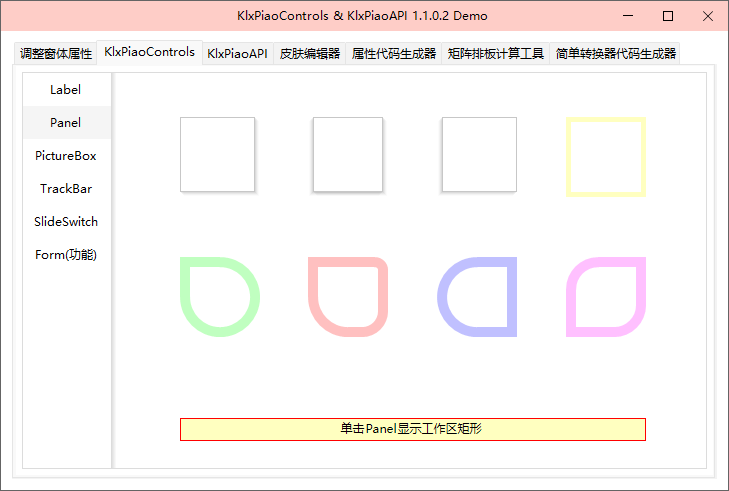 KlxPiaoControls & KlxPiaoAPI 1.1.0.2 Demo
调整窗体属性 KlxPiaoControls KlxPiaoAPI 皮肤编辑器 属性代码生成器 矩阵排板计算工具 简单转换器代码生成器
Label
Panel
PictureBox
TrackBar
SlideSwitch
Form(功能)
单击Panel显示工作区矩形